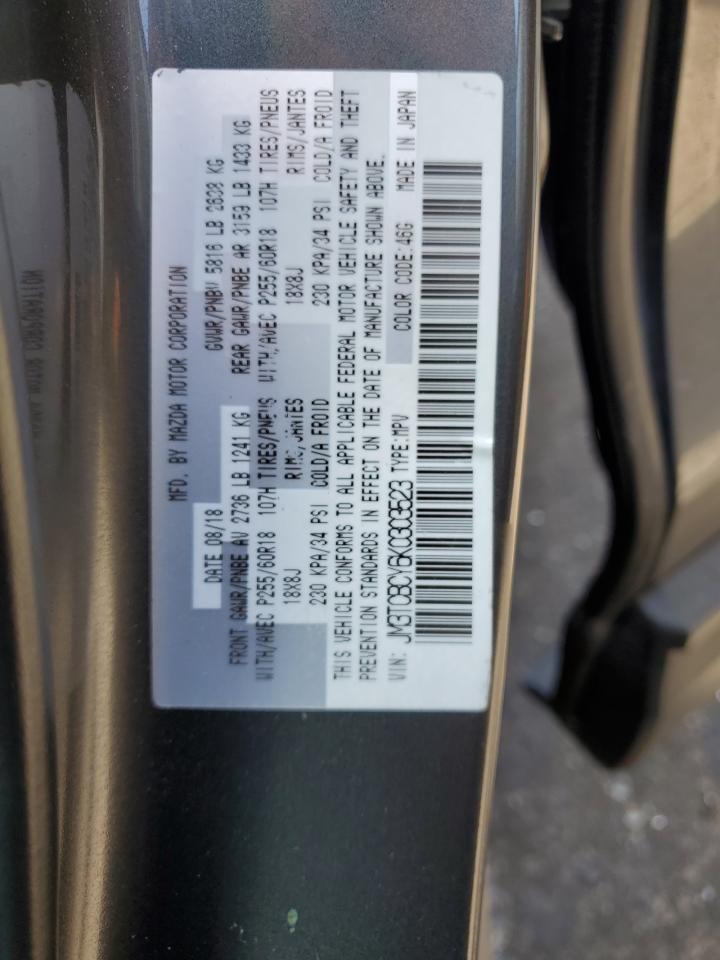 MFD. BY MAZDA MOTOR CORPORATION
DATE 08/18 GVWR/PNBV 5816 LB 2638 KG
FRONT GAWR/PNBE AV 2736 LB 1241 KG REAR GAWR/PNBE AR 3159 LB 1433 KG
WITH/AVEC P255/60R18 107H TIRES/PNEUS WITH/AVEC P255/60R18 107H TIRES/PNEUS
18X8J RIMS/JANTES 18X8J RIMS/JANTES
230 KPA/34 PSI COLD/A FROID 230 KPA/34 PSI COLD/A FROID
THIS VEHICLE CONFORMS TO ALL APPLICABLE FEDERAL MOTOR VEHICLE SAFETY AND THEFT
PREVENTION STANDARDS IN EFFECT ON THE DATE OF MANUFACTURE SHOWN ABOVE.
VIN: JM3TCBCY6K0303523 TYPE:MPV COLOR CODE:46G MADE IN JAPAN